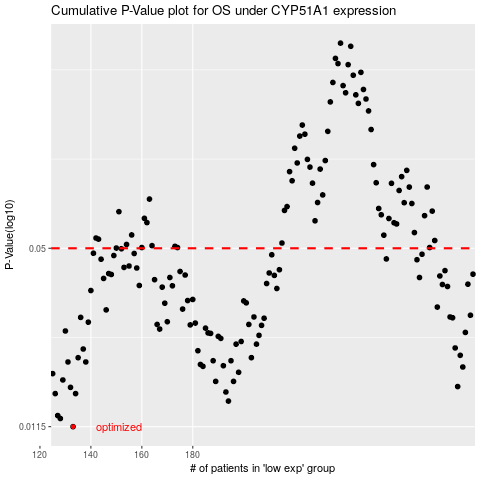 Cumulative P-Value plot for OS under CYP51A1 expression
P-Value(log10)
0.05
0.0115
optimized
120 140 160 180
# of patients in 'low exp' group